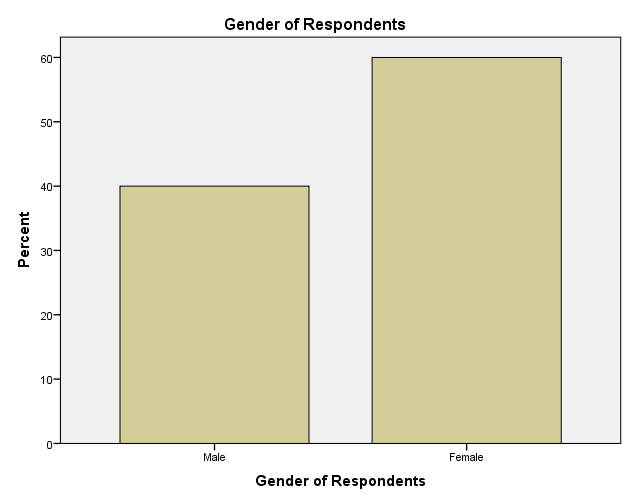 Gender of Respondents
60
50
40
30
20
10
0
Percent
Male Female
Gender of Respondents